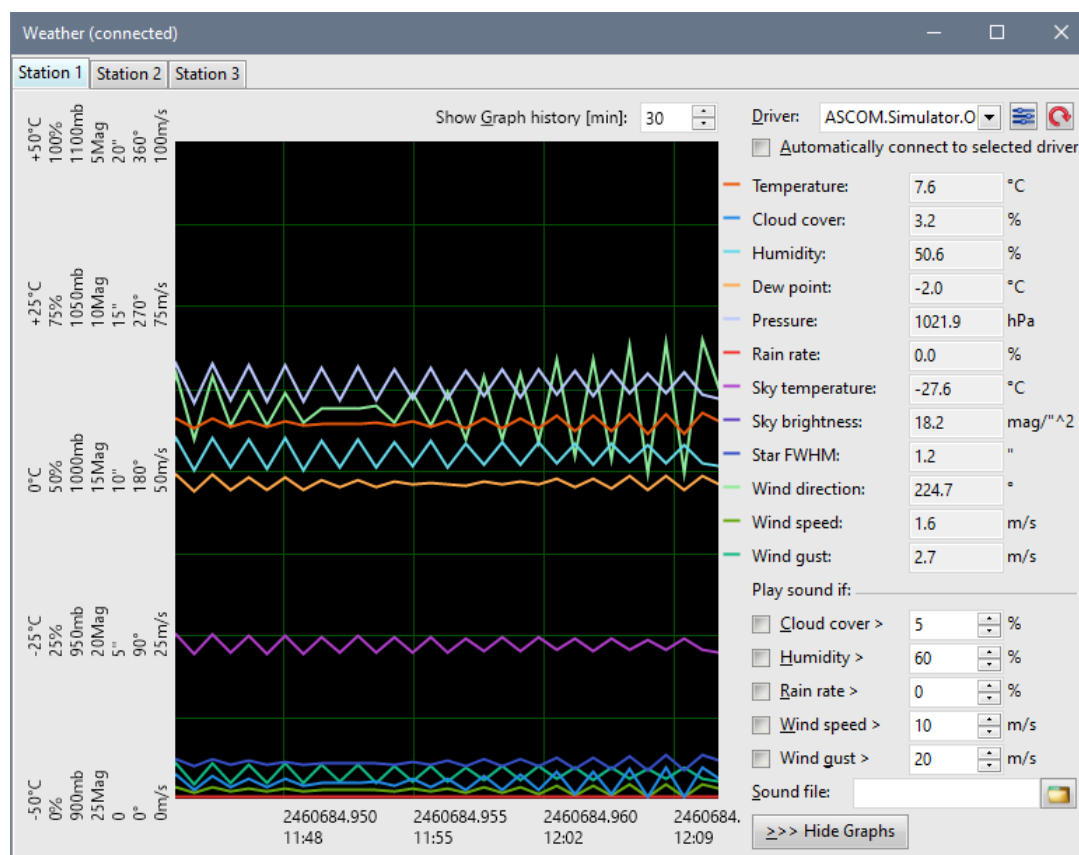 Weather (connected)
Station 1 Station 2 Station 3
Show Graph history [min]: 30
+50°C
100%
1100mb
5Mag
20"
360°
100m/s
+25°C
75%
1050mb
10Mag
15"
270°
75m/s
0°C
50%
1000mb
15Mag
10"
180°
50m/s
-25°C
25%
950mb
20Mag
5"
90°
25m/s
-50°C
0%
900mb
25Mag
0
0°
0m/s
2460684.950 2460684.955 2460684.960 2460684.
11:48 11:55 12:02 12:09
Driver: ASCOM.Simulator.O
Automatically connect to selected driver
Temperature: 7.6 °C
Cloud cover: 3.2 %
Humidity: 50.6 %
Dew point: -2.0 °C
Pressure: 1021.9 hPa
Rain rate: 0.0 %
Sky temperature: -27.6 °C
Sky brightness: 18.2 mag/"^2
Star FWHM: 1.2 "
Wind direction: 224.7 °
Wind speed: 1.6 m/s
Wind gust: 2.7 m/s
Play sound if:
Cloud cover > 5 %
Humidity > 60 %
Rain rate > 0 %
Wind speed > 10 m/s
Wind gust > 20 m/s
Sound file:
>>> Hide Graphs